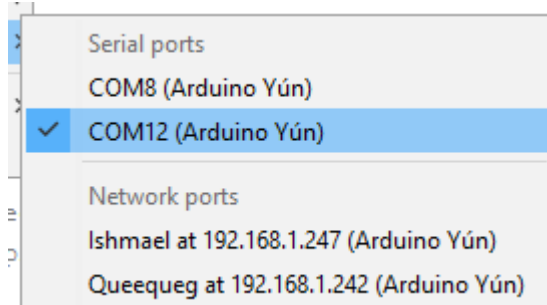 Serial ports
COM8 (Arduino Yún)
COM12 (Arduino Yún)
Network ports
Ishmael at 192.168.1.247 (Arduino Yún)
Queequeg at 192.168.1.242 (Arduino Yún)